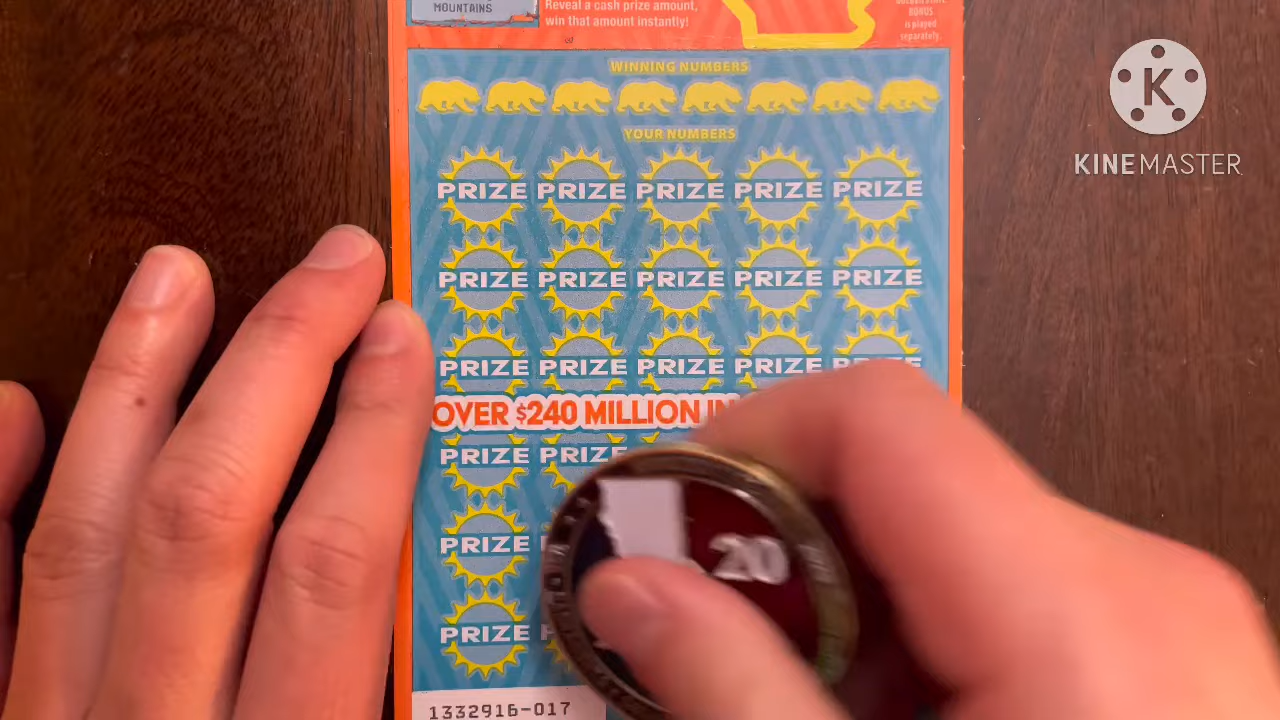 MOUNTAINS
Reveal a cash prize amount,
win that amount instantly!
BONUS
is played
separately.
K
KINEMASTER
WINNING NUMBERS
YOUR NUMBERS
PRIZE PRIZE PRIZE PRIZE PRIZE
PRIZE PRIZE PRIZE PRIZE PRIZE
PRIZE PRIZE PRIZE PRIZE PRIZE
OVER $240 MILLION IN
PRIZE PRIZE
PRIZE
20
PRIZE
1332916-017